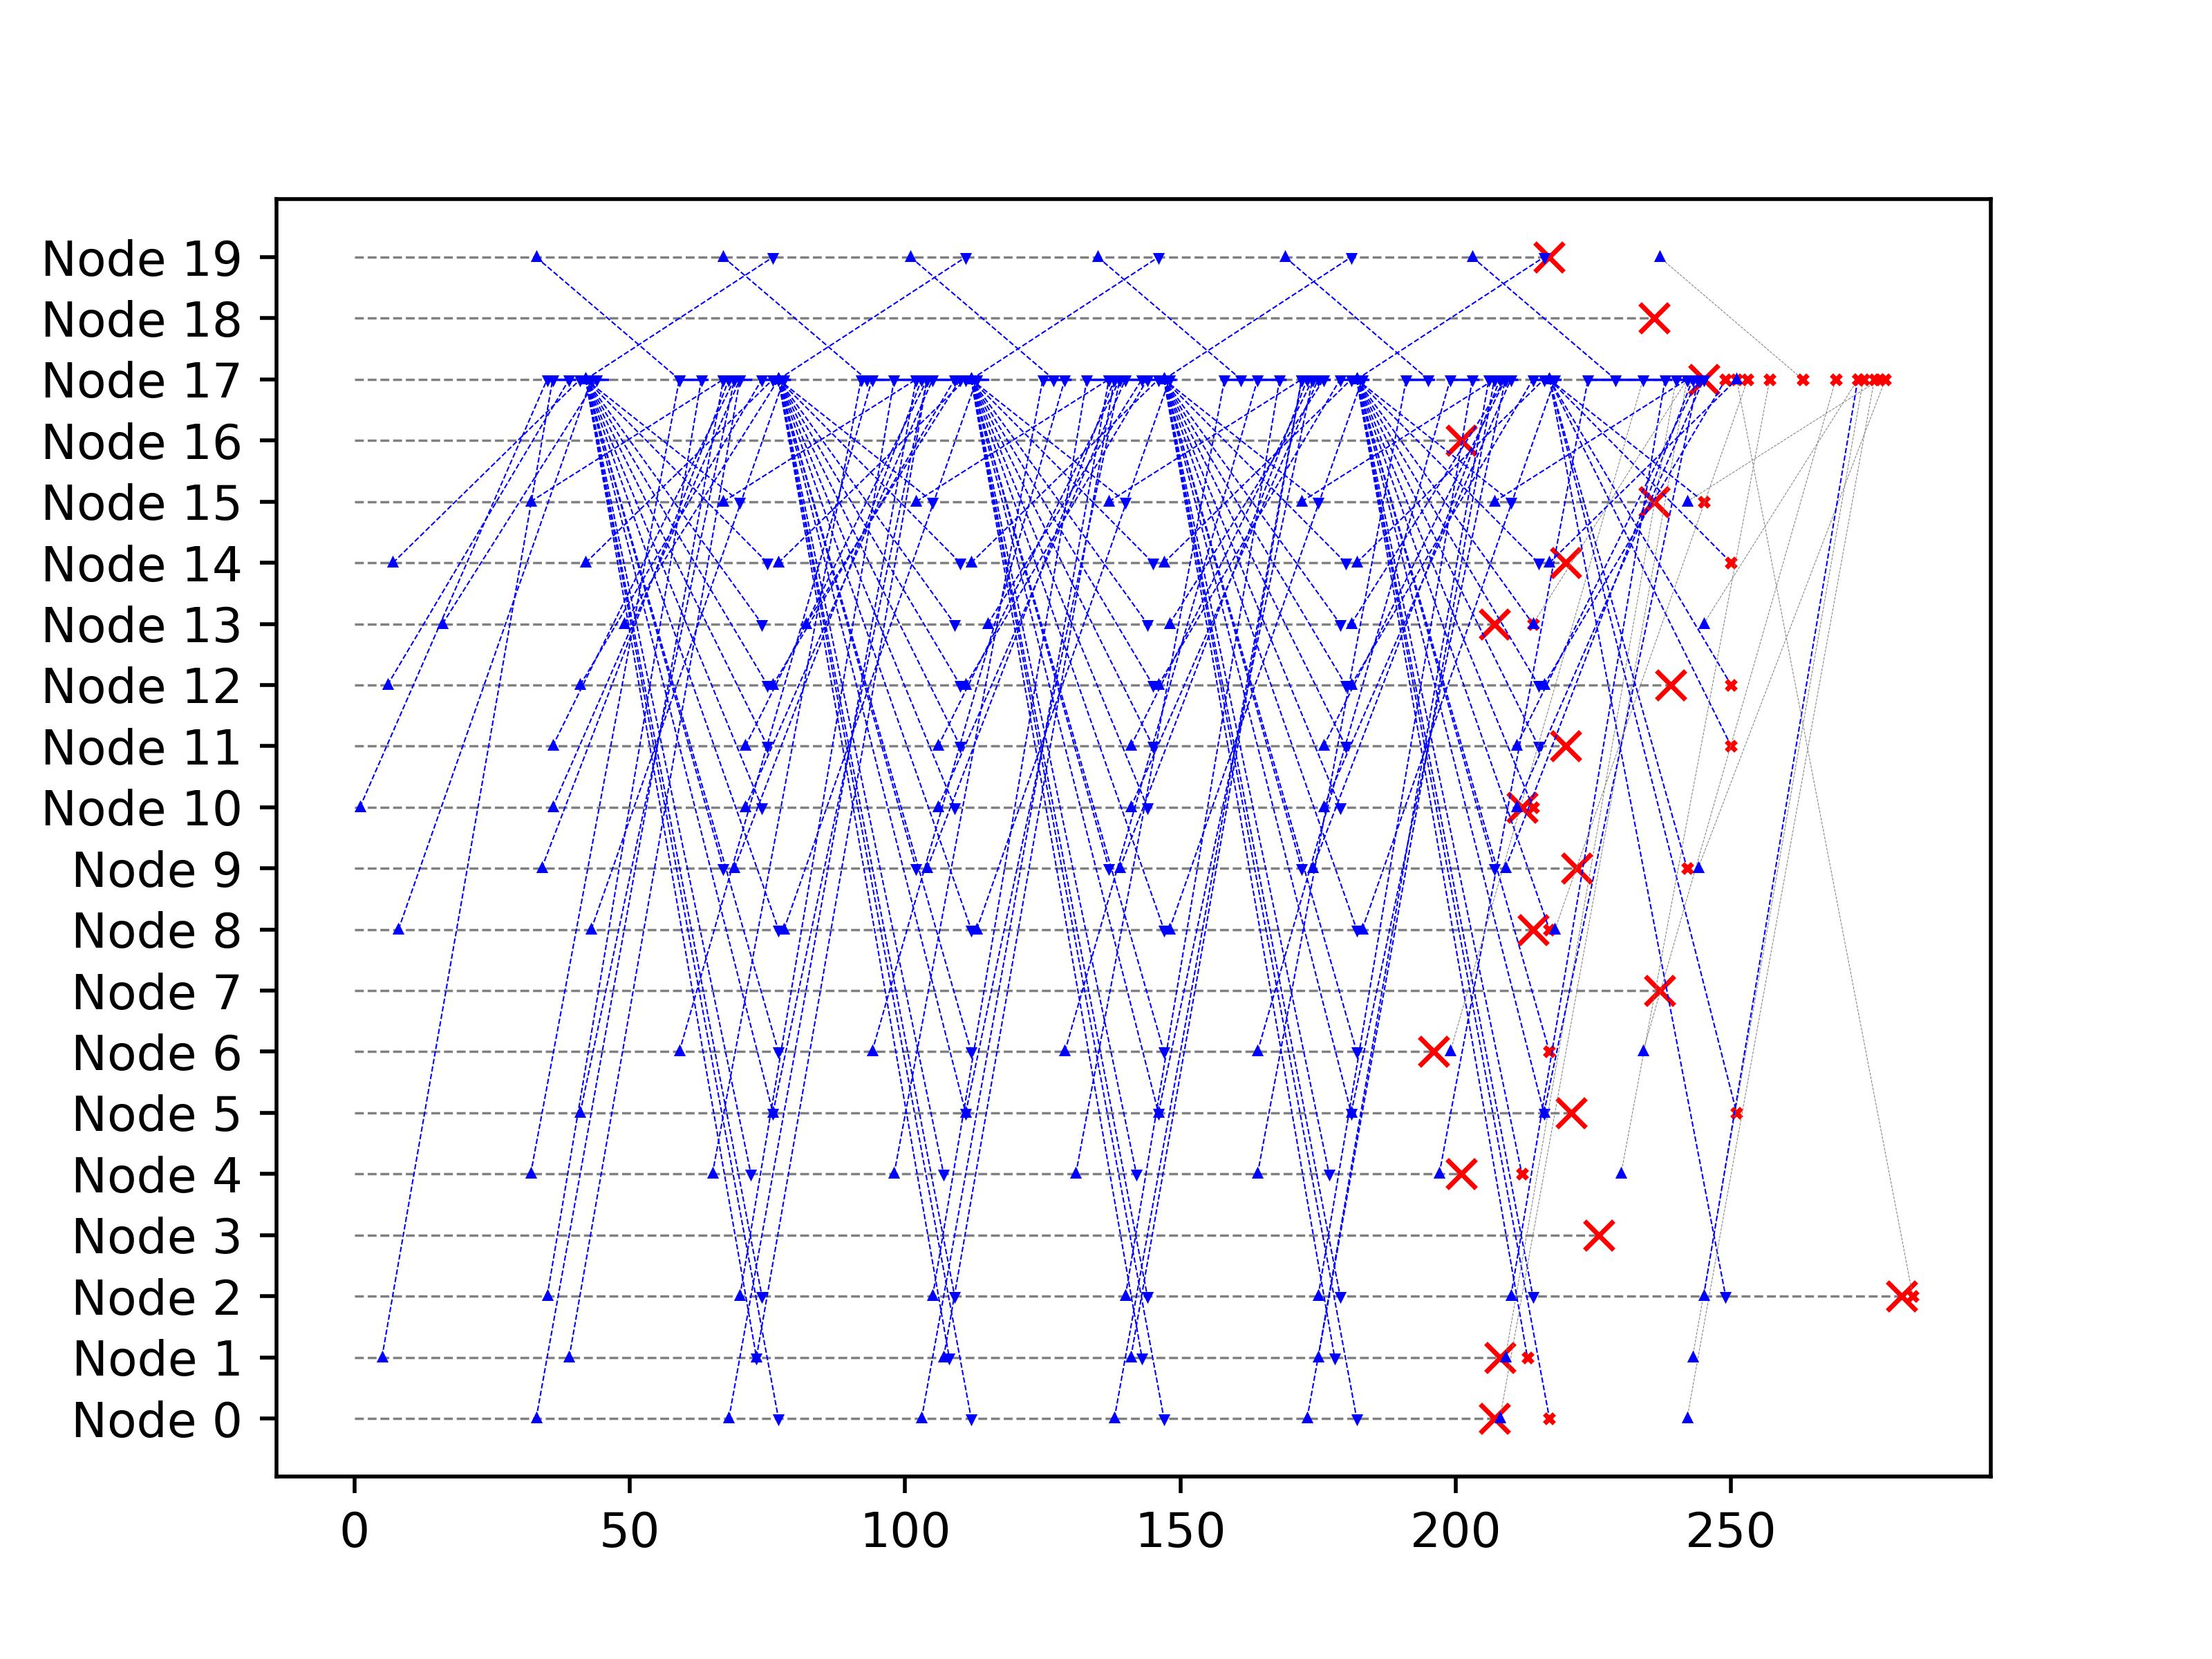 Node 19
Node 18
Node 17
Node 16
Node 15
Node 14
Node 13
Node 12
Node 11
Node 10
Node 9
Node 8
Node 7
Node 6
Node 5
Node 4
Node 3
Node 2
Node 1
Node 0
0 50 100 150 200 250